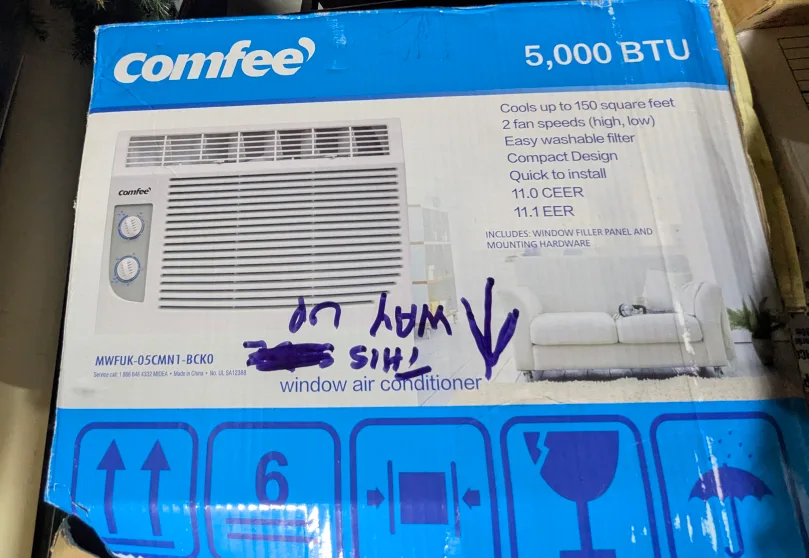 comfee
5,000 BTU
Cools up to 150 square feet
2 fan speeds (high, low)
Easy washable filter
Compact Design
Quick to install
11.0 CEER
11.1 EER
INCLUDES: WINDOW FILLER PANEL AND
MOUNTING HARDWARE
comfee
THIS
WAY UP
MWFUK-05CMN1-BCK0
window air conditioner
6